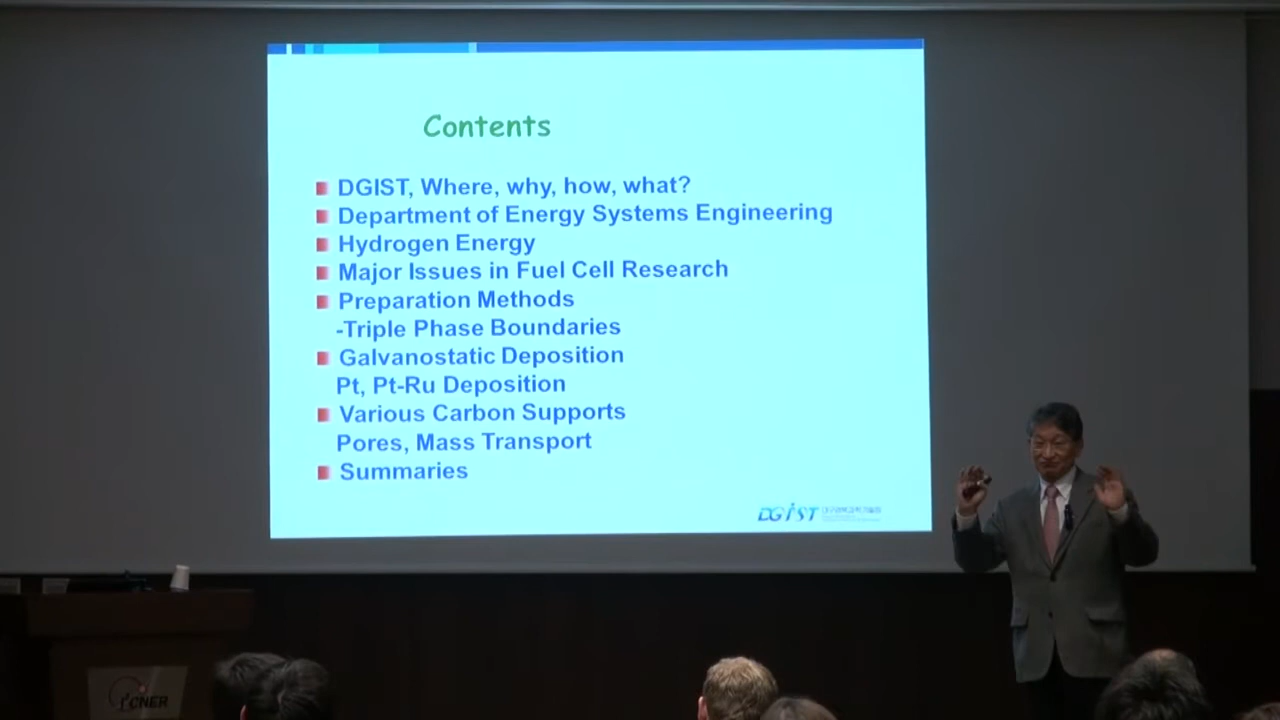 Contents
DGIST, Where, why, how, what?
Department of Energy Systems Engineering
Hydrogen Energy
Major Issues in Fuel Cell Research
Preparation Methods
-Triple Phase Boundaries
Galvanostatic Deposition
Pt, Pt-Ru Deposition
Various Carbon Supports
Pores, Mass Transport
Summaries
DGIST
I²CNER